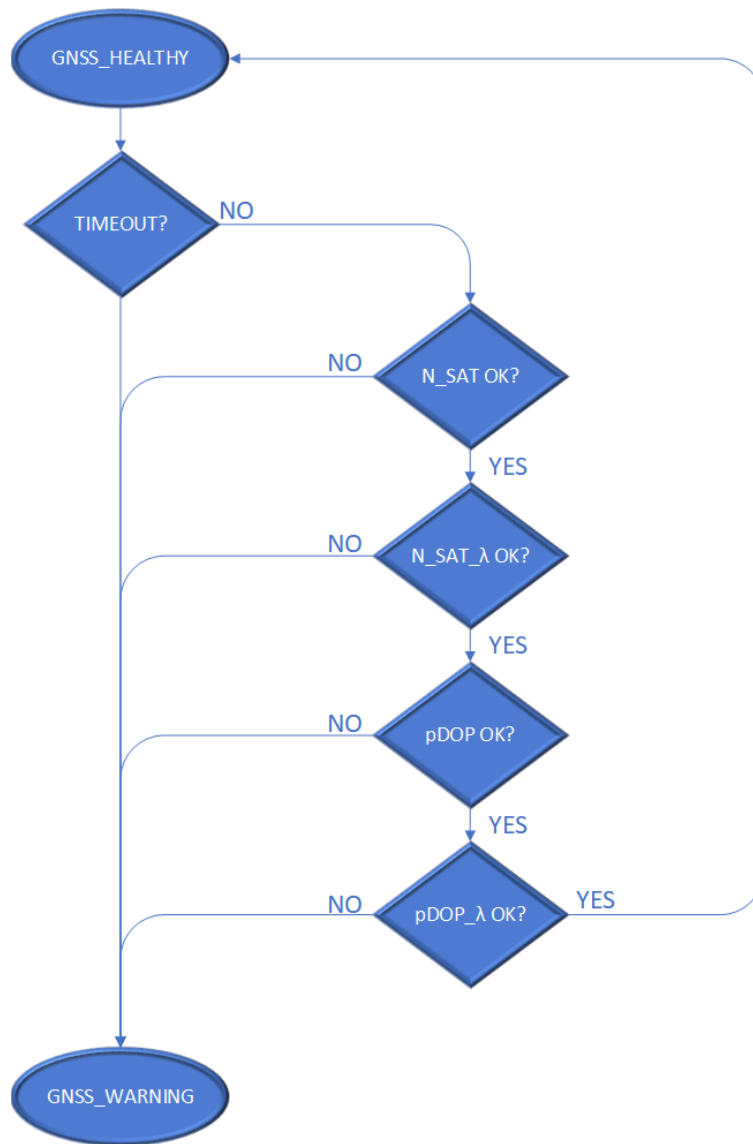 GNSS_HEALTHY
TIMEOUT?
NO
N_SAT OK?
NO
YES
N_SAT_λ OK?
NO
YES
pDOP OK?
NO
YES
pDOP_λ OK?
NO
YES
GNSS_WARNING